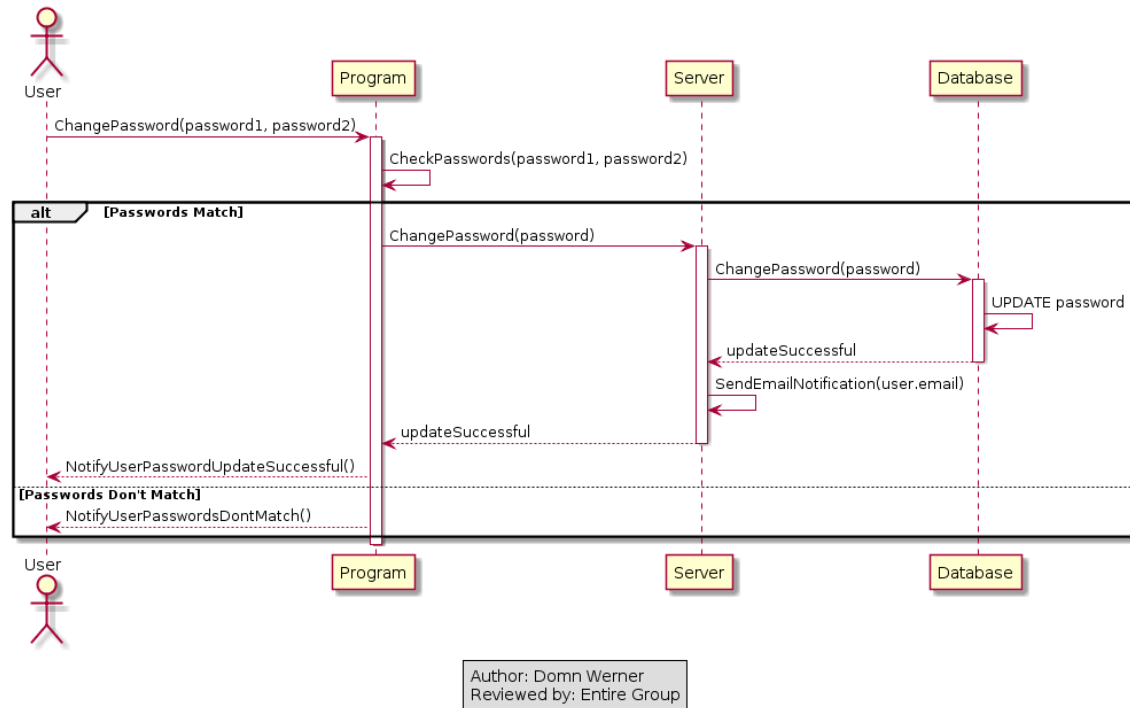 User
Program
Server
Database
ChangePassword(password1, password2)
CheckPasswords(password1, password2)
alt
[Passwords Match]
ChangePassword(password)
ChangePassword(password)
UPDATE password
updateSuccessful
SendEmailNotification(user.email)
updateSuccessful
NotifyUserPasswordUpdateSuccessful()
[Passwords Don't Match]
NotifyUserPasswordsDontMatch()
User
Program
Server
Database
Author: Domn Werner
Reviewed by: Entire Group